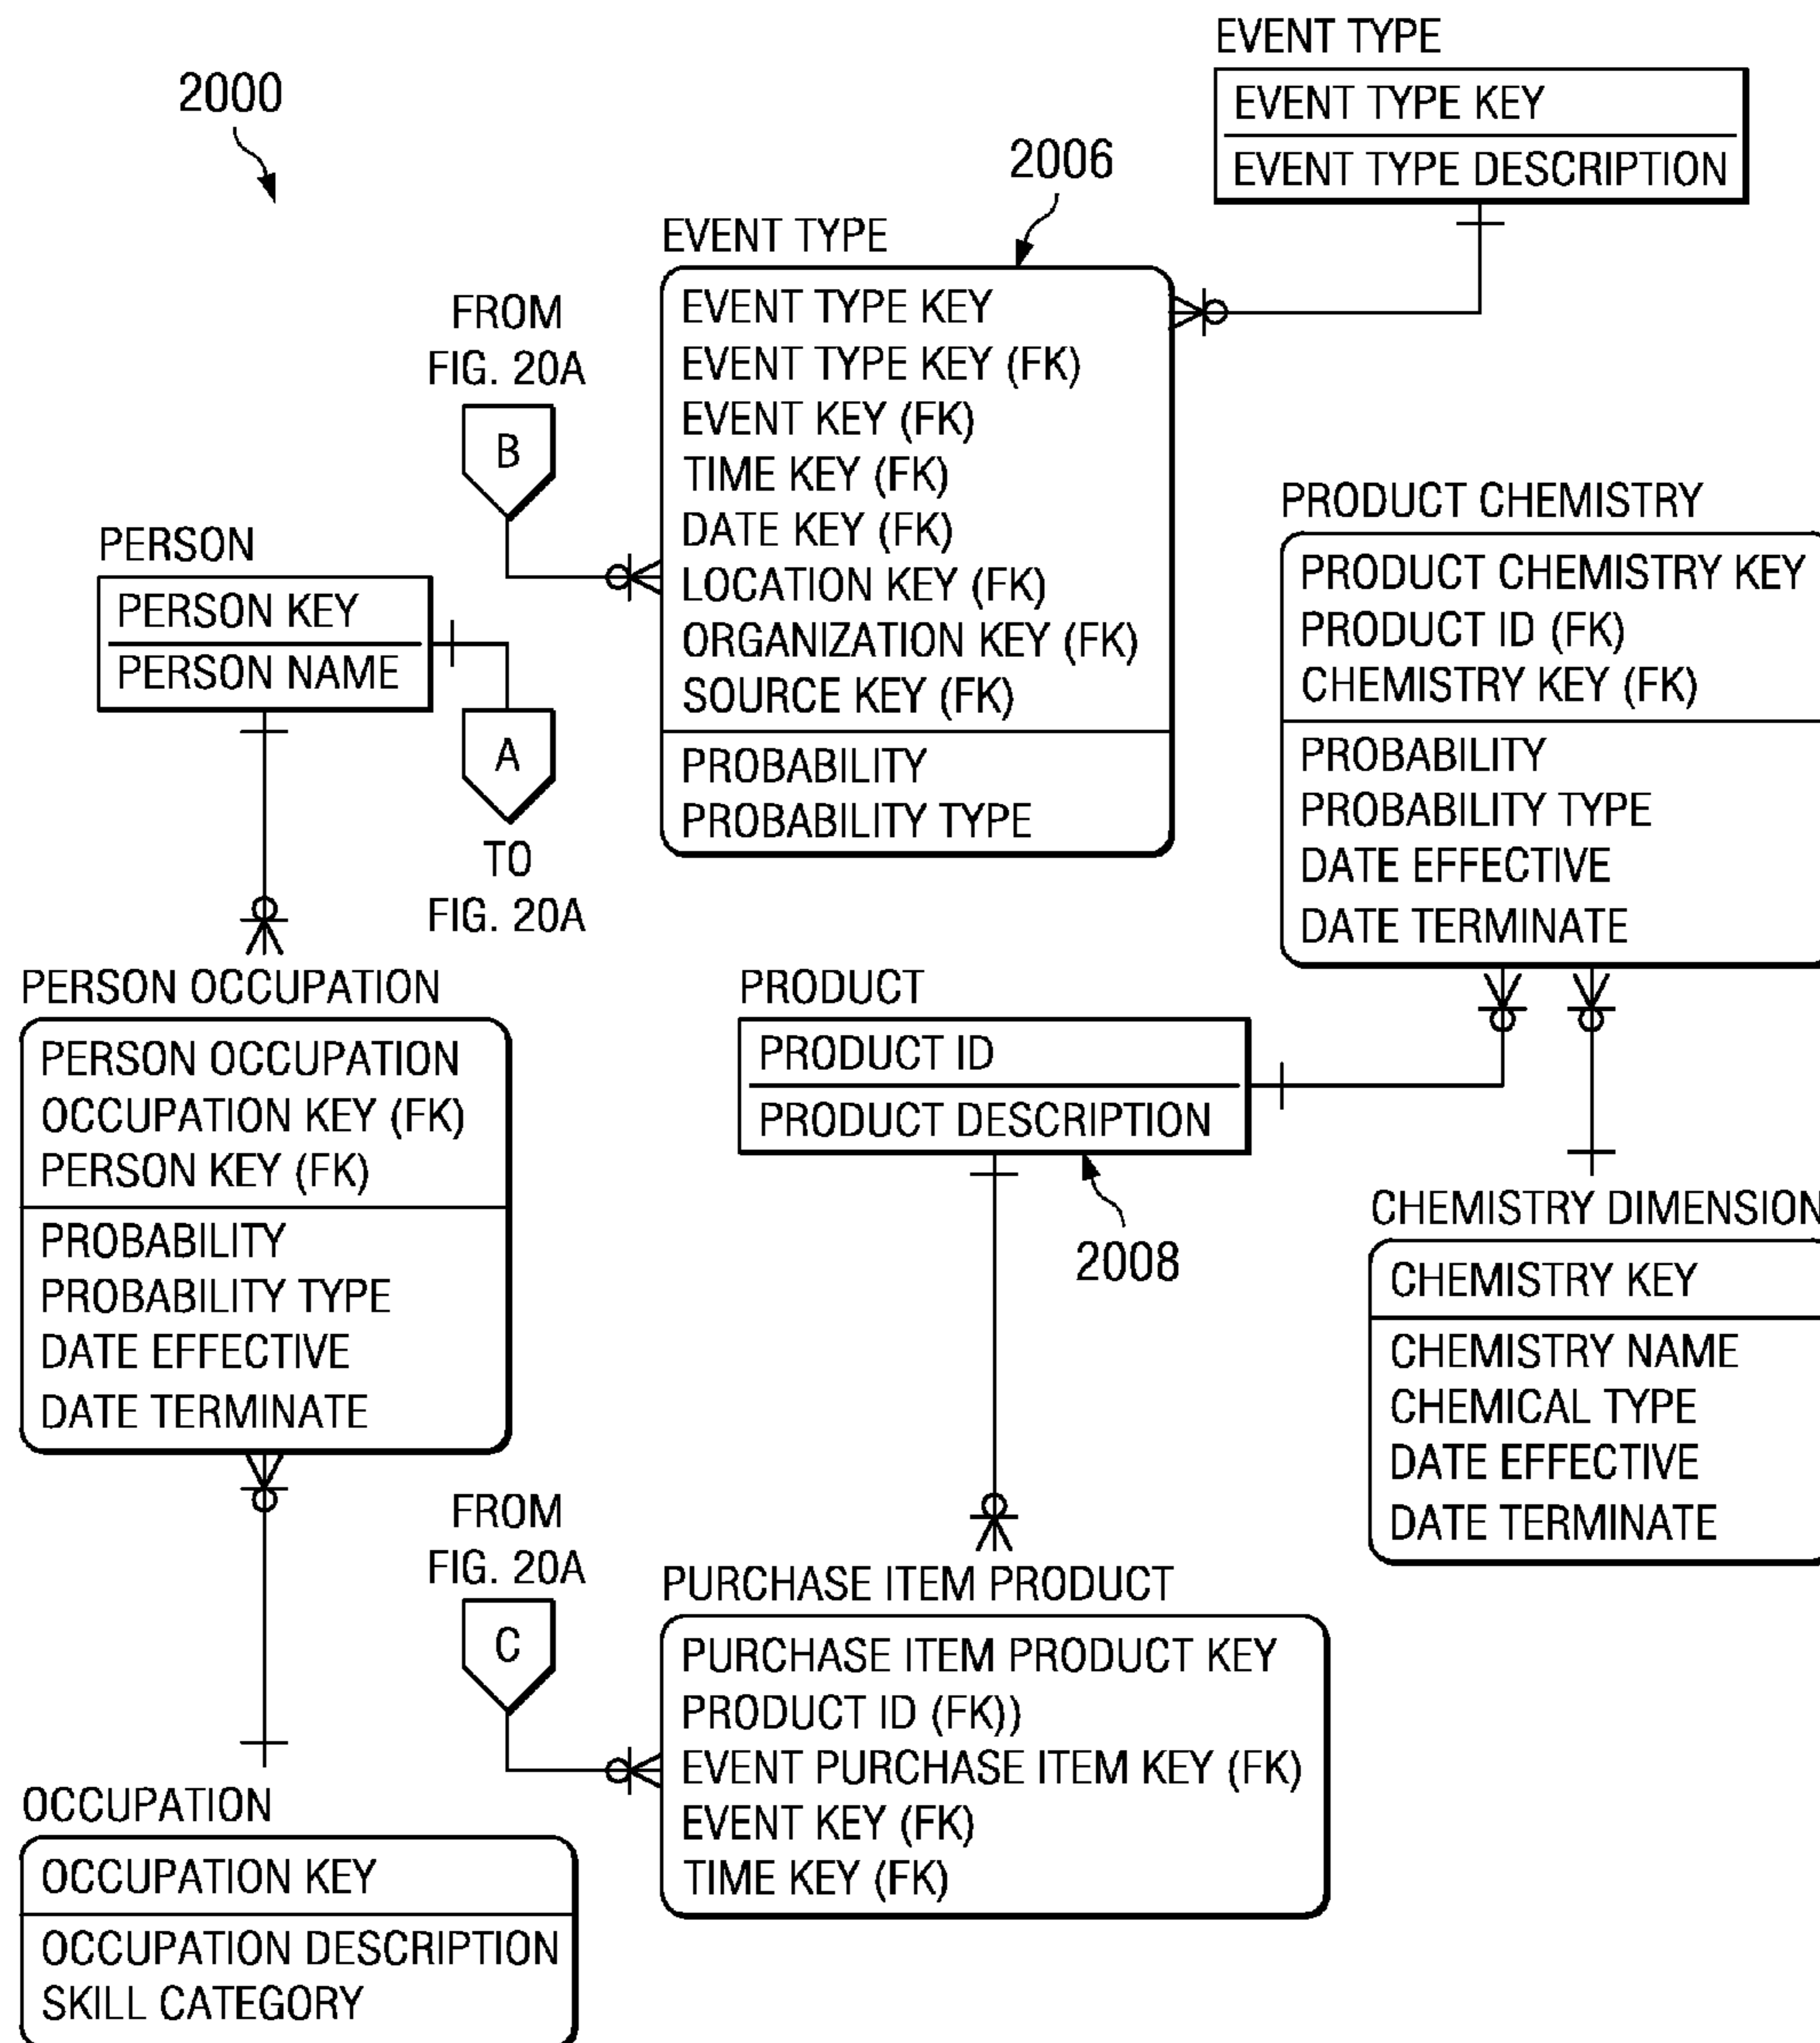 2000
EVENT TYPE
EVENT TYPE KEY
EVENT TYPE DESCRIPTION
2006
EVENT TYPE
EVENT TYPE KEY
EVENT TYPE KEY (FK)
EVENT KEY (FK)
TIME KEY (FK)
DATE KEY (FK)
LOCATION KEY (FK)
ORGANIZATION KEY (FK)
SOURCE KEY (FK)
PROBABILITY
PROBABILITY TYPE
FROM
FIG. 20A
B
PERSON
PERSON KEY
PERSON NAME
A
TO
FIG. 20A
PRODUCT CHEMISTRY
PRODUCT CHEMISTRY KEY
PRODUCT ID (FK)
CHEMISTRY KEY (FK)
PROBABILITY
PROBABILITY TYPE
DATE EFFECTIVE
DATE TERMINATE
PERSON OCCUPATION
PERSON OCCUPATION
OCCUPATION KEY (FK)
PERSON KEY (FK)
PROBABILITY
PROBABILITY TYPE
DATE EFFECTIVE
DATE TERMINATE
PRODUCT
PRODUCT ID
PRODUCT DESCRIPTION
2008
CHEMISTRY DIMENSION
CHEMISTRY KEY
CHEMISTRY NAME
CHEMICAL TYPE
DATE EFFECTIVE
DATE TERMINATE
FROM
FIG. 20A
C
PURCHASE ITEM PRODUCT
PURCHASE ITEM PRODUCT KEY
PRODUCT ID (FK))
EVENT PURCHASE ITEM KEY (FK)
EVENT KEY (FK)
TIME KEY (FK)
OCCUPATION
OCCUPATION KEY
OCCUPATION DESCRIPTION
SKILL CATEGORY